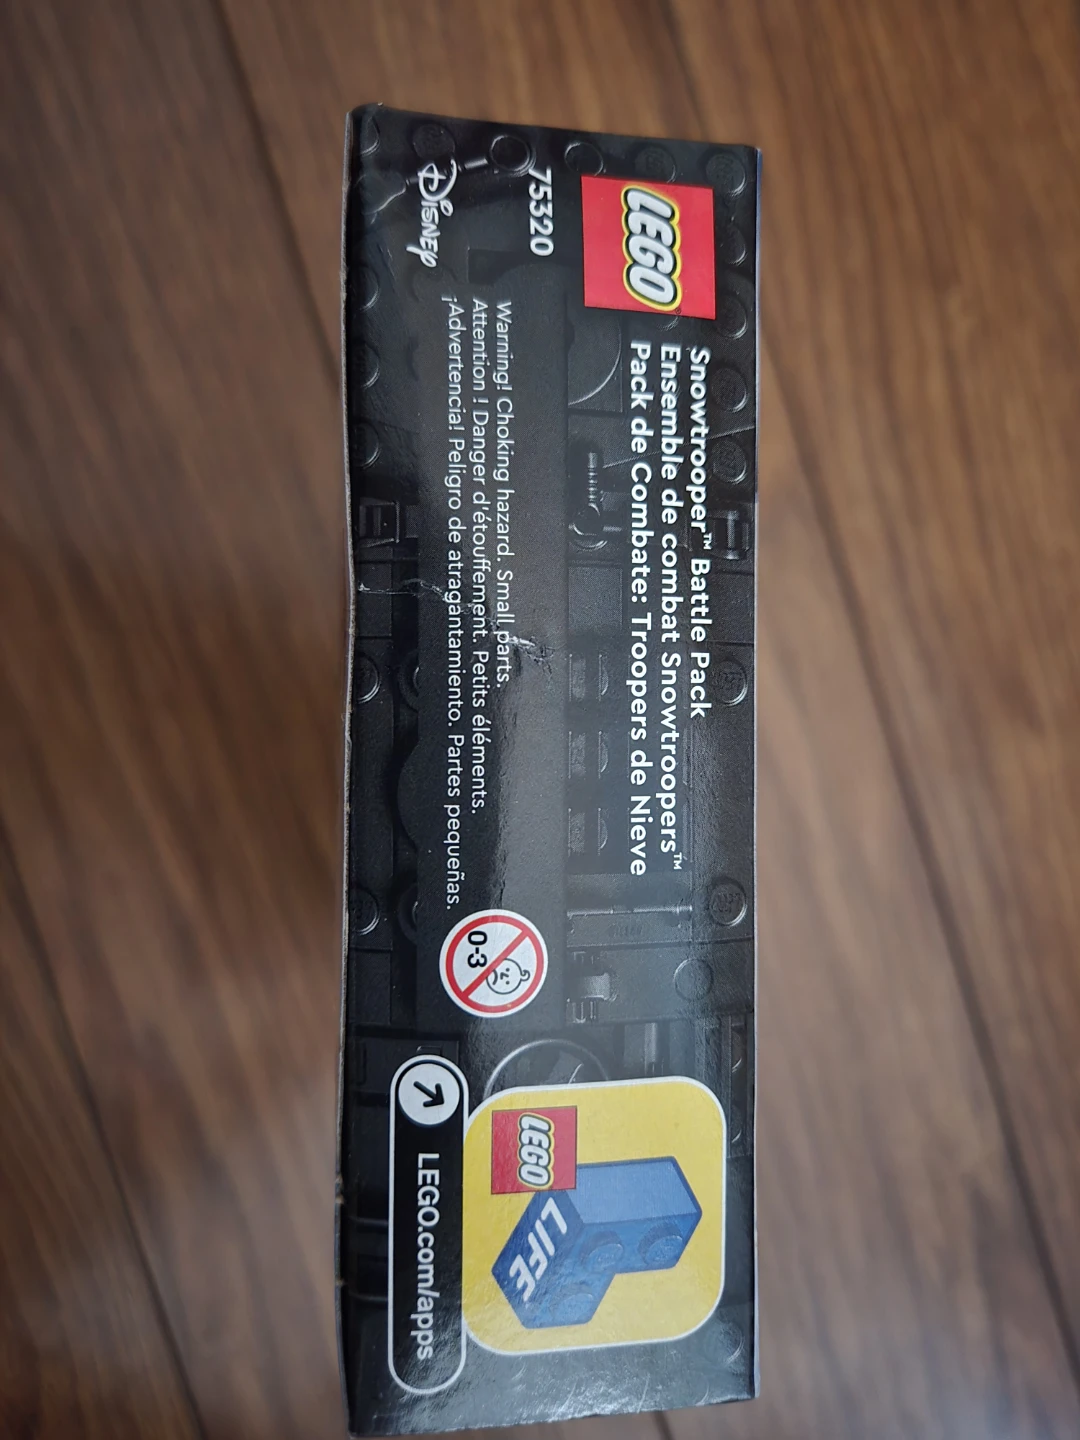 LEGO
Snowtrooper™ Battle Pack
Ensemble de combat Snowtroopers™
Pack de Combate: Troopers de Nieve
75320
Disney
Warning! Choking hazard. Small parts.
Attention ! Danger d'étouffement. Petits éléments.
¡Advertencia! Peligro de atragantamiento. Partes pequeñas.
0-3
LEGO
LIFE
LEGO.com/apps